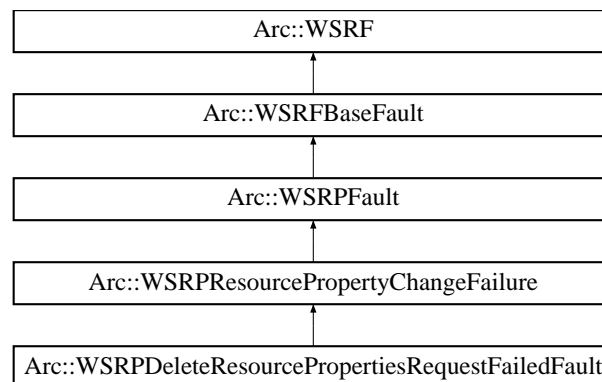 Arc::WSRF
Arc::WSRFBaseFault
Arc::WSRPFault
Arc::WSRPResourcePropertyChangeFailure
Arc::WSRPDeleteResourcePropertiesRequestFailedFault